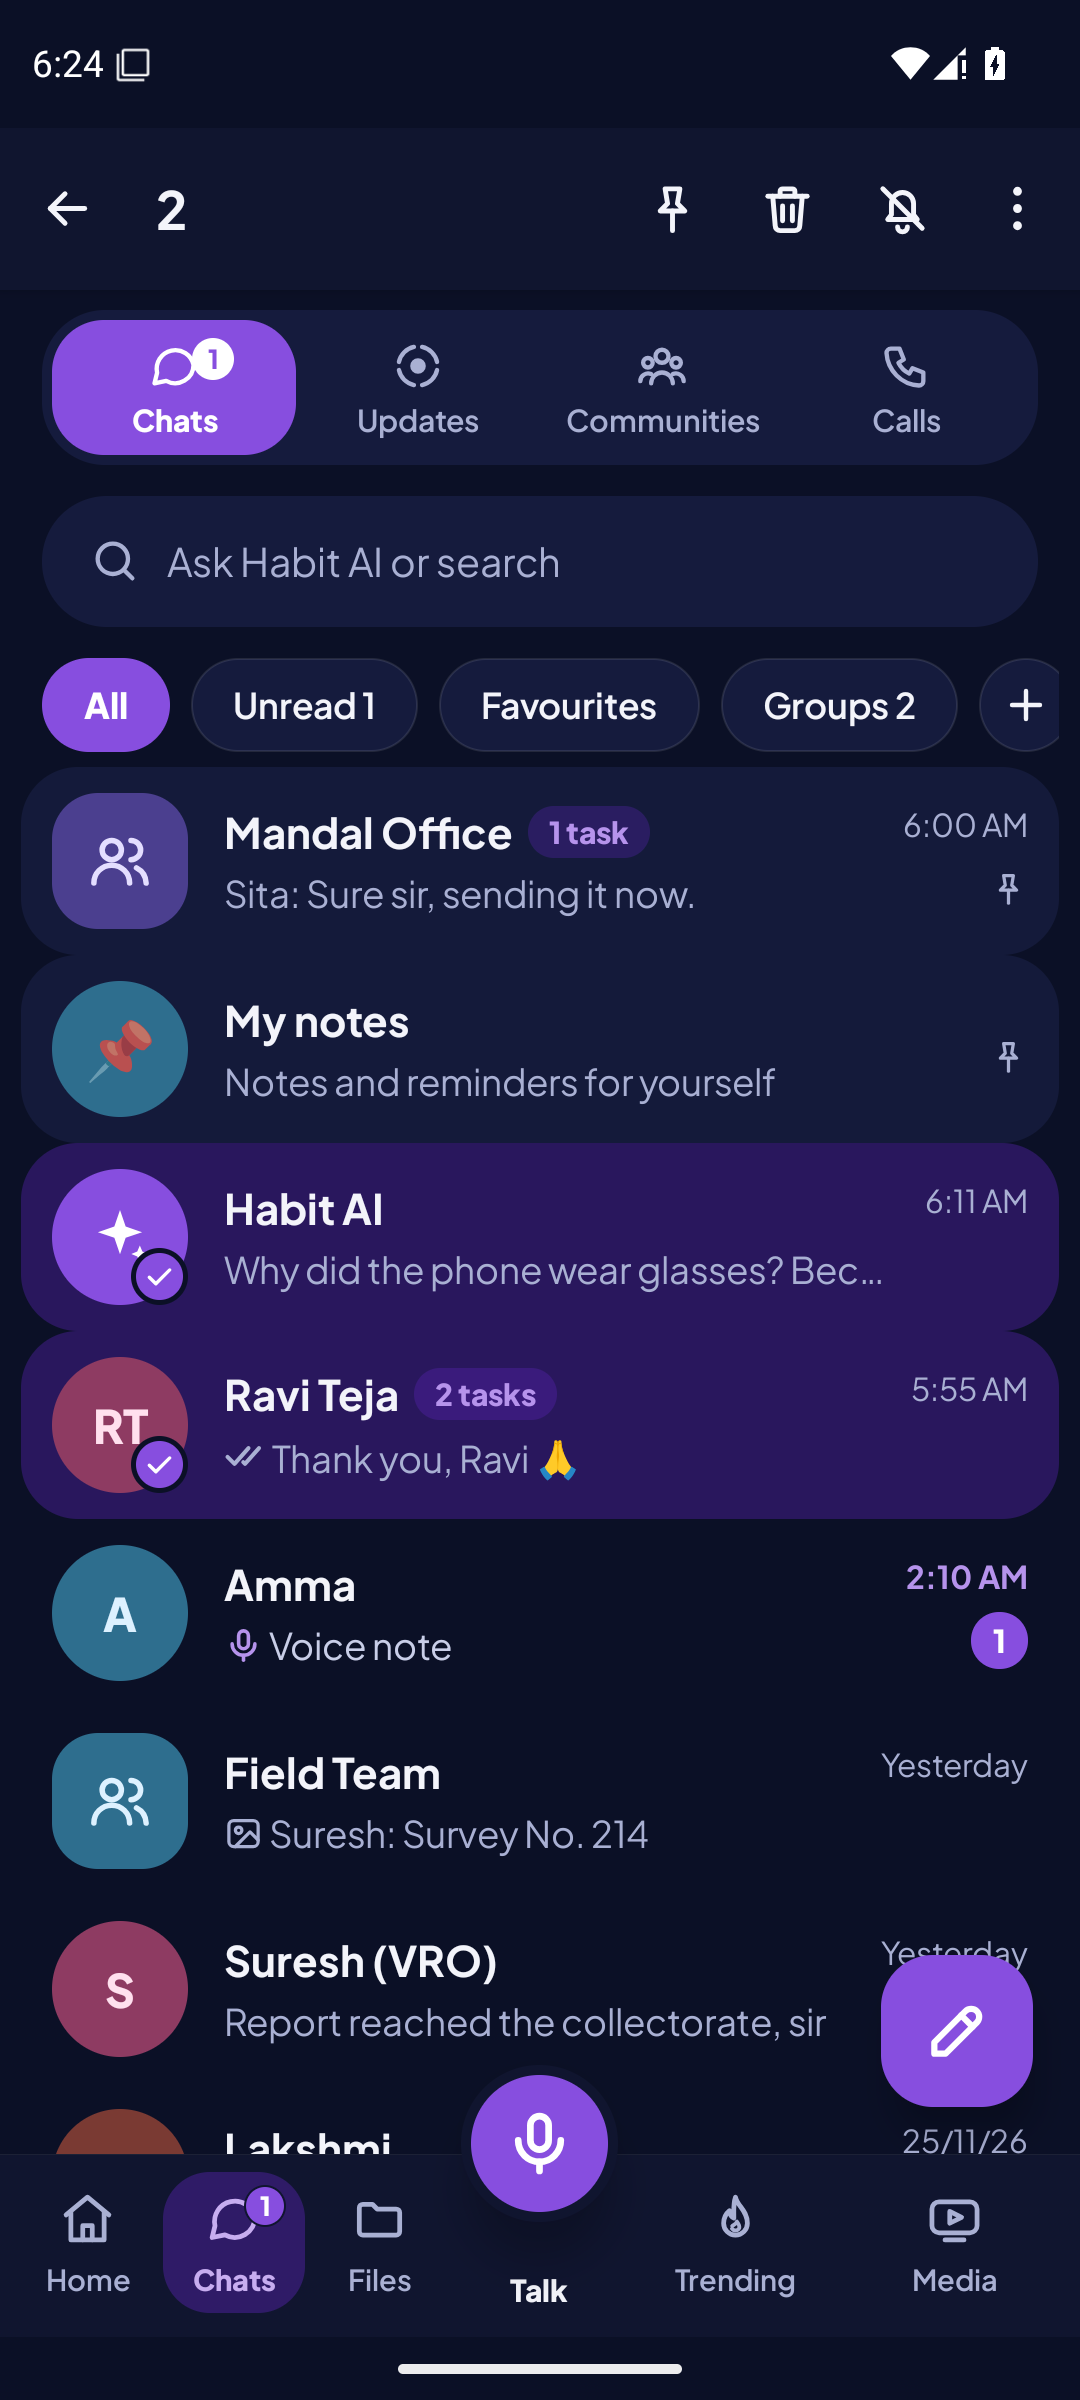 6:24
2
1
Chats
Updates
Communities
Calls
Ask Habit AI or search
All
Unread 1
Favourites
Groups 2
Mandal Office
1 task
6:00 AM
Sita: Sure sir, sending it now.
My notes
Notes and reminders for yourself
Habit AI
6:11 AM
Why did the phone wear glasses? Bec...
RT
Ravi Teja
2 tasks
5:55 AM
Thank you, Ravi 🙏
A
Amma
2:10 AM
Voice note
1
Field Team
Yesterday
Suresh: Survey No. 214
S
Suresh (VRO)
Yesterday
Report reached the collectorate, sir
Lakshmi
25/11/26
Home
1
Chats
Files
Talk
Trending
Media